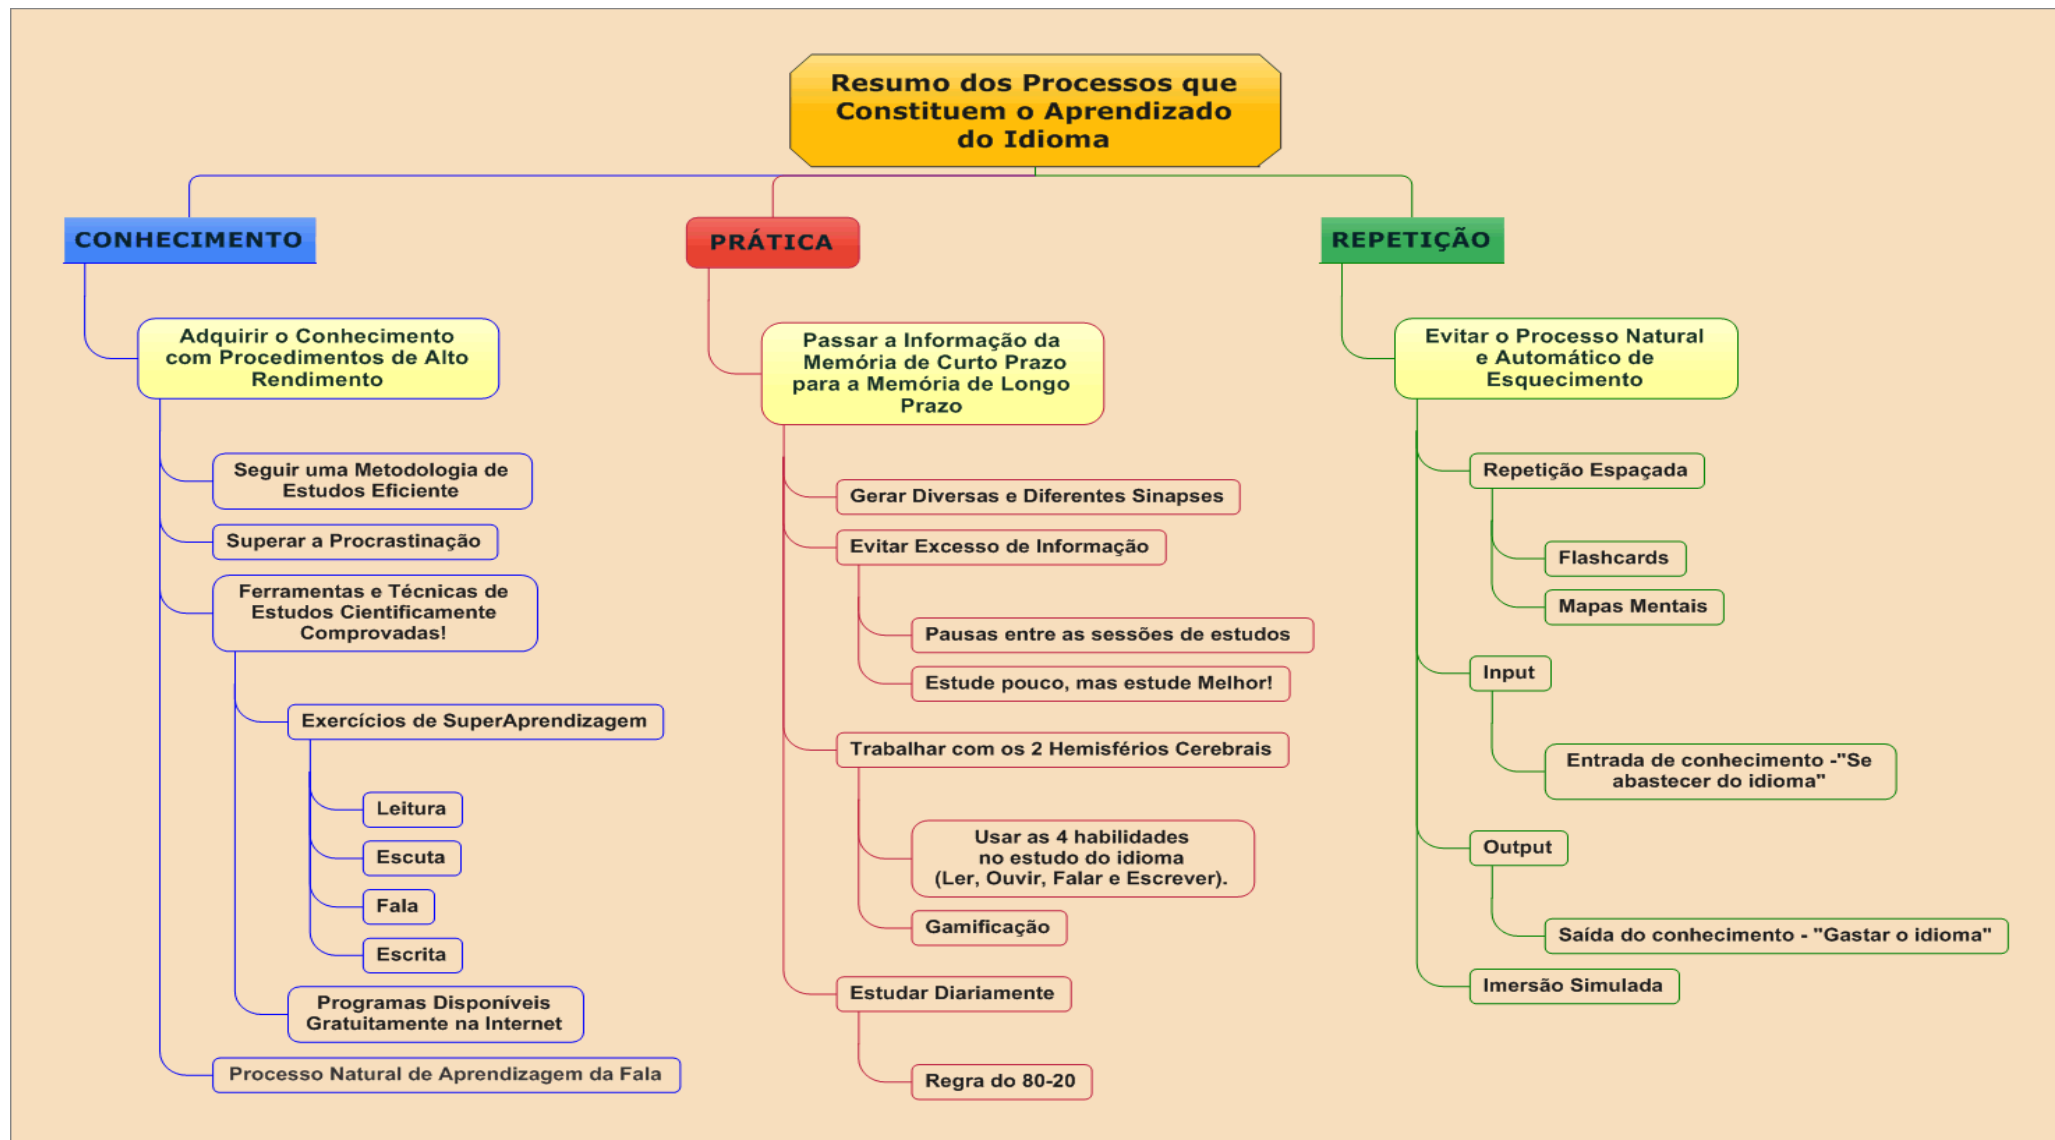 Resumo dos Processos que
Constituem o Aprendizado
do Idioma
CONHECIMENTO
Adquirir o Conhecimento
com Procedimentos de Alto
Rendimento
Seguir uma Metodologia de
Estudos Eficiente
Superar a Procrastinação
Ferramentas e Técnicas de
Estudos Cientificamente
Comprovadas!
Exercícios de SuperAprendizagem
Leitura
Escuta
Fala
Escrita
Programas Disponíveis
Gratuitamente na Internet
Processo Natural de Aprendizagem da Fala
PRÁTICA
Passar a Informação da
Memória de Curto Prazo
para a Memória de Longo
Prazo
Gerar Diversas e Diferentes Sinapses
Evitar Excesso de Informação
Pausas entre as sessões de estudos
Estude pouco, mas estude Melhor!
Trabalhar com os 2 Hemisférios Cerebrais
Usar as 4 habilidades
no estudo do idioma
(Ler, Ouvir, Falar e Escrever).
Gamificação
Estudar Diariamente
Regra do 80-20
REPETIÇÃO
Evitar o Processo Natural
e Automático de
Esquecimento
Repetição Espaçada
Flashcards
Mapas Mentais
Input
Entrada de conhecimento -"Se
abastecer do idioma"
Output
Saída do conhecimento - "Gastar o idioma"
Imersão Simulada